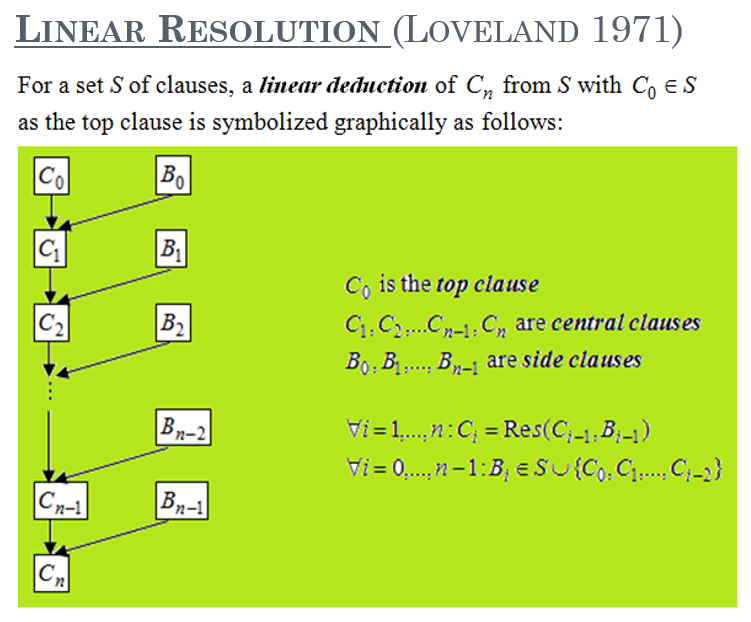 LINEAR RESOLUTION (LOVELAND 1971)
For a set S of clauses, a linear deduction of Cₙ from S with C₀ ∈ S
as the top clause is symbolized graphically as follows:
C₀ B₀
C₁ B₁
C₂ B₂
⋮
Bₙ₋₂
Cₙ₋₁ Bₙ₋₁
Cₙ
C₀ is the top clause
C₁, C₂,...Cₙ₋₁, Cₙ are central clauses
B₀, B₁,..., Bₙ₋₁ are side clauses
∀i = 1,...,n : Cᵢ = Res(Cᵢ₋₁, Bᵢ₋₁)
∀i = 0,...,n−1 : Bᵢ ∈ S ∪ {C₀, C₁,..., Cᵢ₋₂}